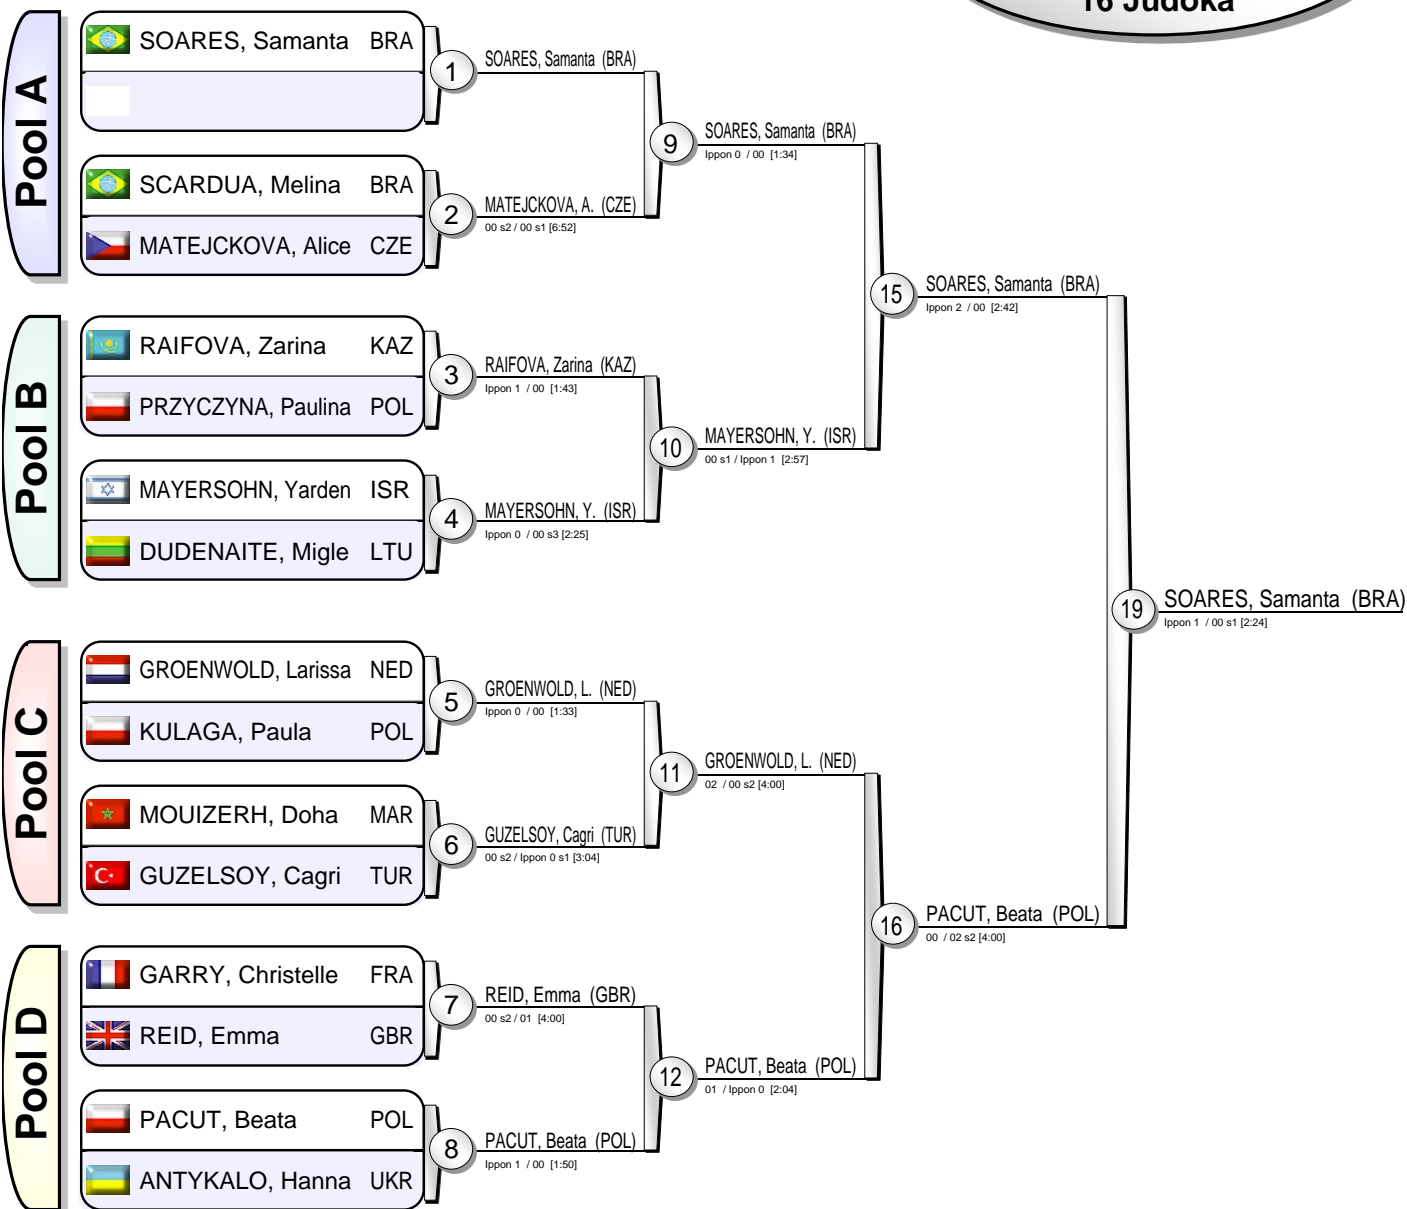 16 Judoka
Pool A
SOARES, Samanta BRA
SCARDUA, Melina BRA
MATEJCKOVA, Alice CZE
Pool B
RAIFOVA, Zarina KAZ
PRZYCZYNA, Paulina POL
MAYERSOHN, Yarden ISR
DUDENAITE, Migle LTU
Pool C
GROENWOLD, Larissa NED
KULAGA, Paula POL
MOUIZERH, Doha MAR
GUZELSOY, Cagri TUR
Pool D
GARRY, Christelle FRA
REID, Emma GBR
PACUT, Beata POL
ANTYKALO, Hanna UKR
1
SOARES, Samanta (BRA)
2
MATEJCKOVA, A. (CZE)
00 s2 / 00 s1 [6:52]
3
RAIFOVA, Zarina (KAZ)
Ippon 1 / 00 [1:43]
4
MAYERSOHN, Y. (ISR)
Ippon 0 / 00 s3 [2:25]
5
GROENWOLD, L. (NED)
Ippon 0 / 00 [1:33]
6
GUZELSOY, Cagri (TUR)
00 s2 / Ippon 0 s1 [3:04]
7
REID, Emma (GBR)
00 s2 / 01 [4:00]
8
PACUT, Beata (POL)
Ippon 1 / 00 [1:50]
9
SOARES, Samanta (BRA)
Ippon 0 / 00 [1:34]
10
MAYERSOHN, Y. (ISR)
00 s1 / Ippon 1 [2:57]
11
GROENWOLD, L. (NED)
02 / 00 s2 [4:00]
12
PACUT, Beata (POL)
01 / Ippon 0 [2:04]
15
SOARES, Samanta (BRA)
Ippon 2 / 00 [2:42]
16
PACUT, Beata (POL)
00 / 02 s2 [4:00]
19
SOARES, Samanta (BRA)
Ippon 1 / 00 s1 [2:24]